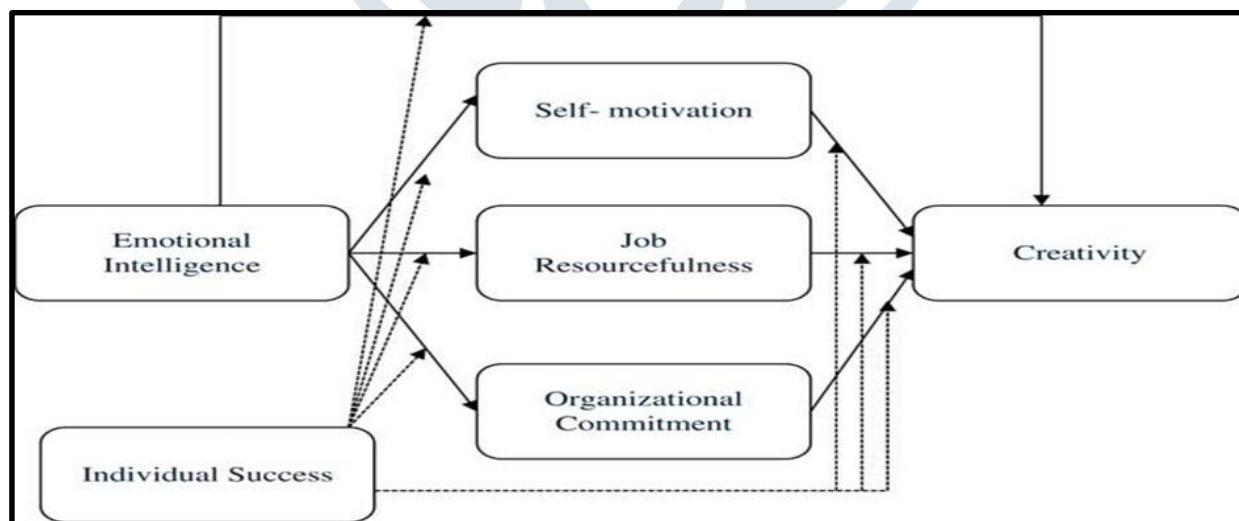 Self- motivation
Emotional
Intelligence
Job
Resourcefulness
Creativity
Organizational
Commitment
Individual Success